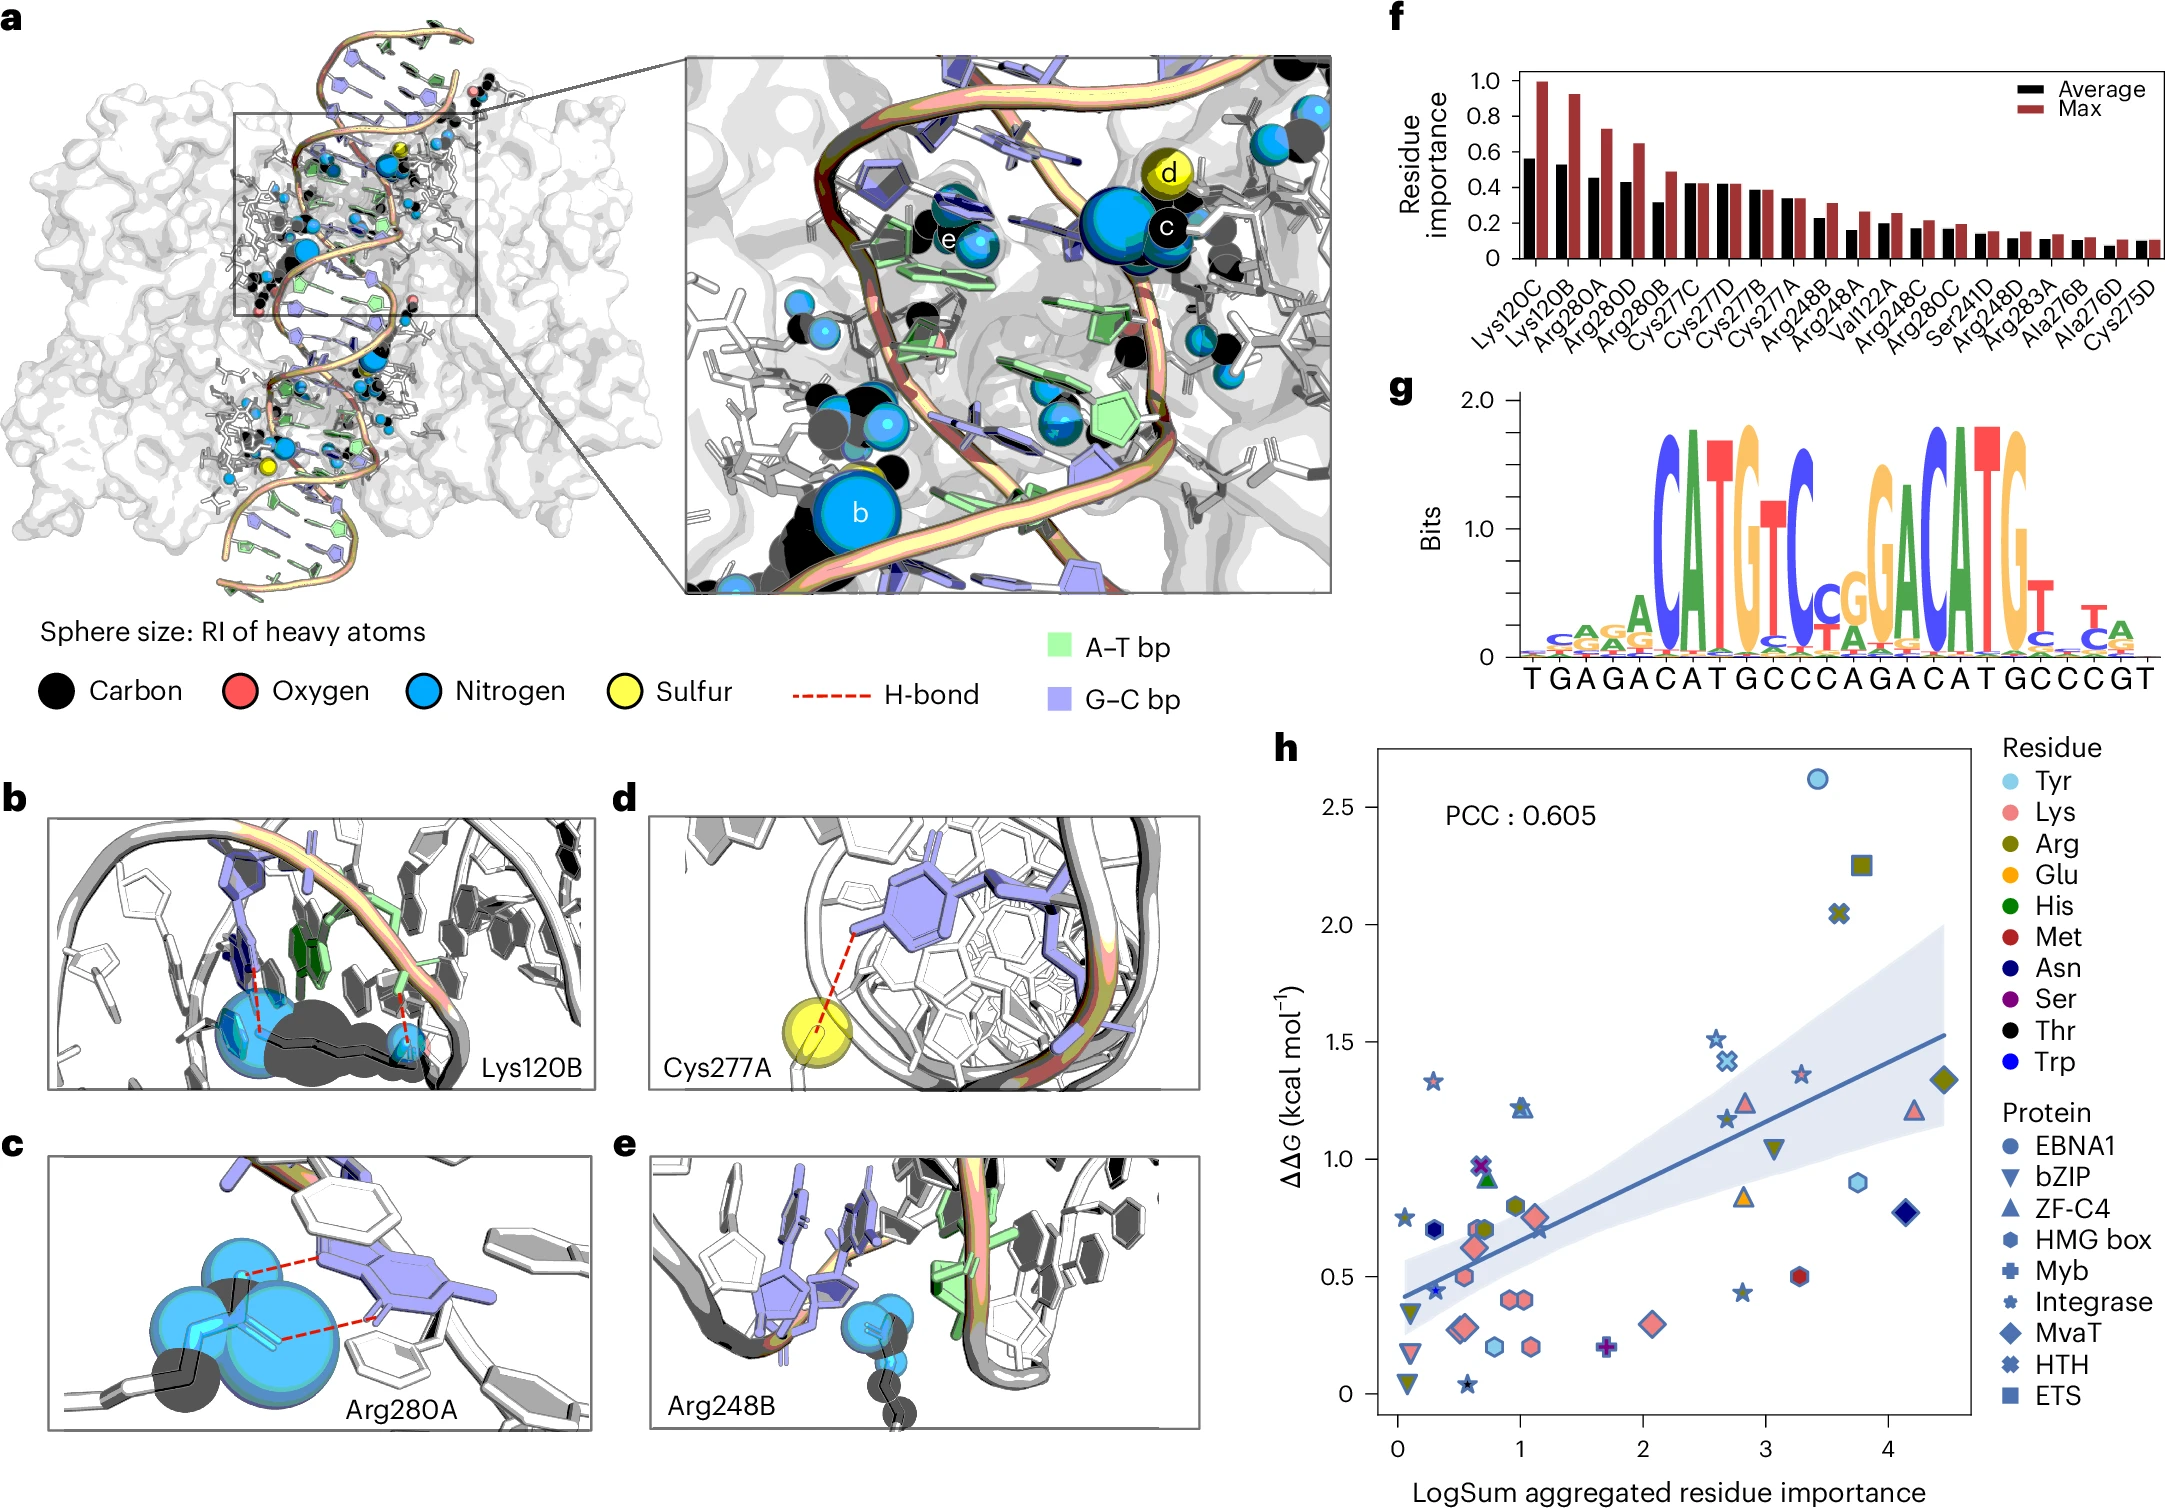 a
e
d
c
b
Sphere size: RI of heavy atoms
Carbon
Oxygen
Nitrogen
Sulfur
H-bond
A–T bp
G–C bp
b
Lys120B
d
Cys277A
c
Arg280A
e
Arg248B
f
Residue
importance
1.0
0.8
0.6
0.4
0.2
0
Average
Max
Lys120C
Lys120B
Arg280A
Arg280D
Arg280B
Cys277C
Cys277D
Cys277B
Cys277A
Arg248B
Arg248A
Val122A
Arg248C
Arg280C
Ser241D
Arg248D
Arg283A
Ala276B
Ala276D
Cys275D
g
Bits
2.0
1.0
0
T G A G A C A T G C C C A G A C A T G C C C G T
h
PCC : 0.605
ΔΔG (kcal mol⁻¹)
2.5
2.0
1.5
1.0
0.5
0
0 1 2 3 4
LogSum aggregated residue importance
Residue
Tyr
Lys
Arg
Glu
His
Met
Asn
Ser
Thr
Trp
Protein
EBNA1
bZIP
ZF-C4
HMG box
Myb
Integrase
MvaT
HTH
ETS